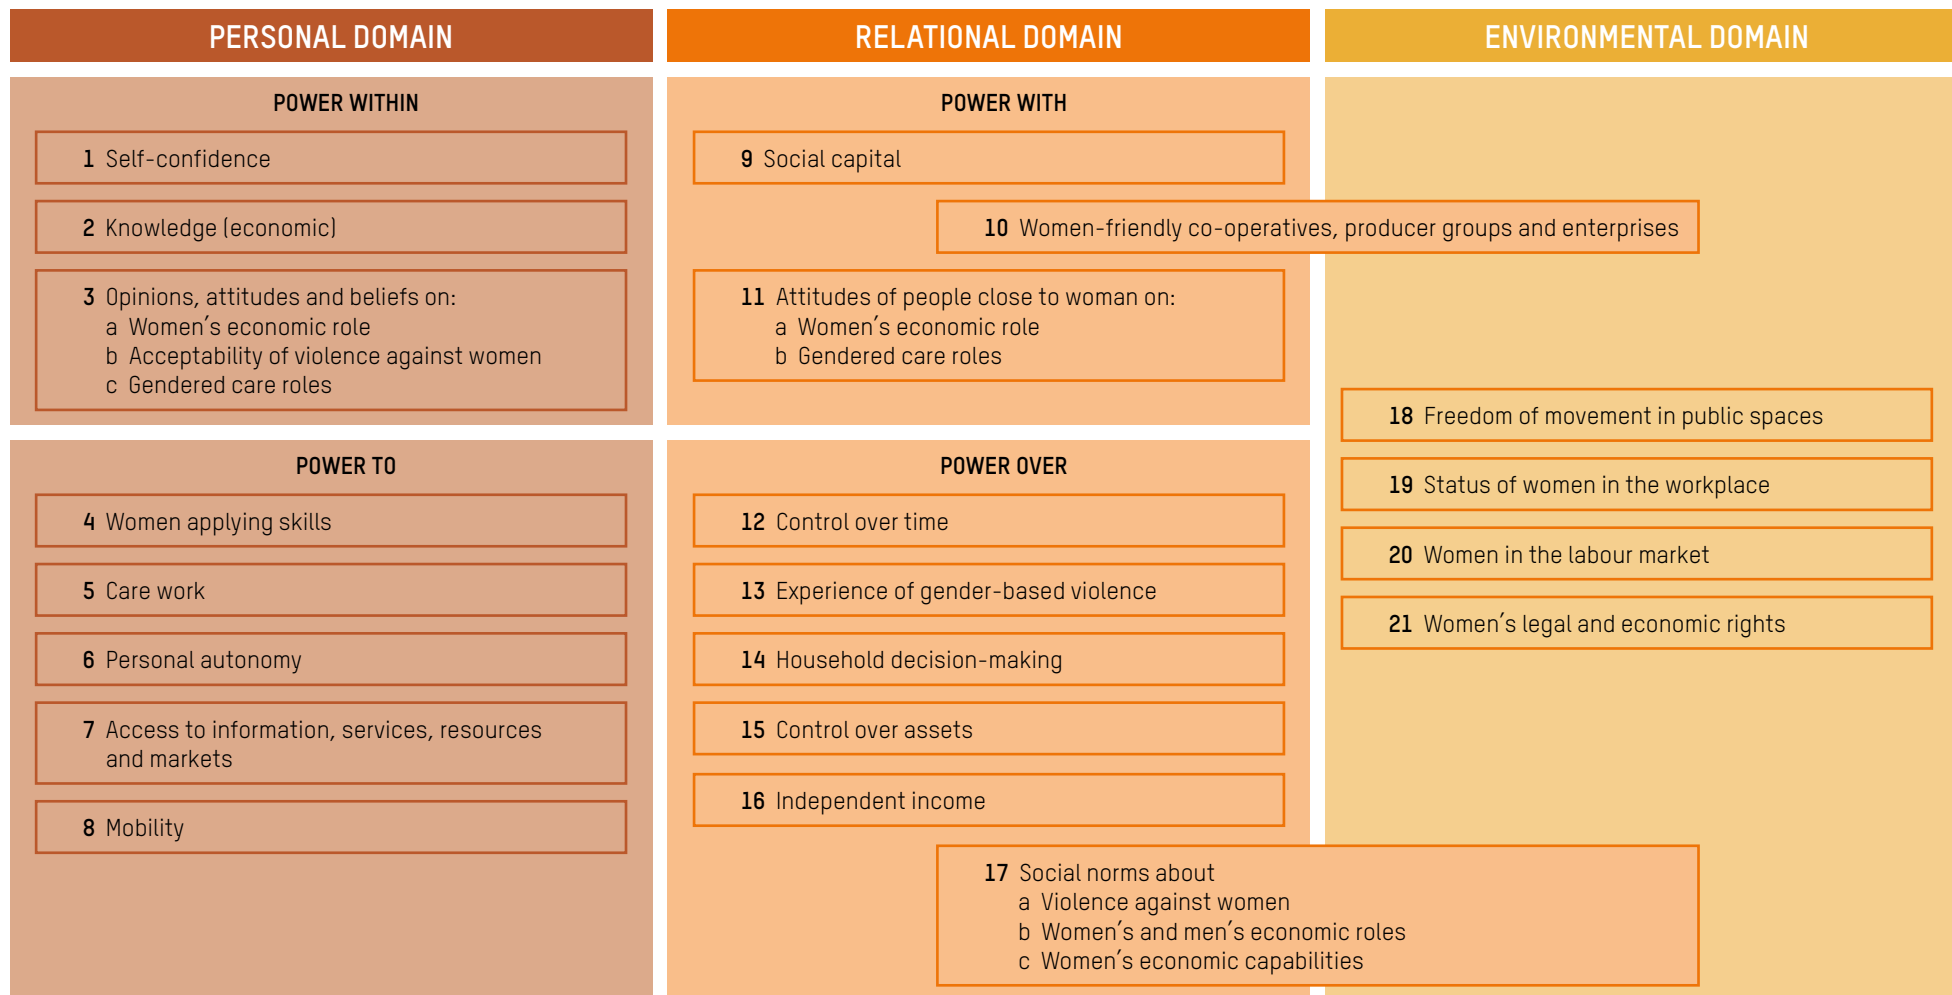 PERSONAL DOMAIN
POWER WITHIN
1 Self-confidence
2 Knowledge (economic)
3 Opinions, attitudes and beliefs on:
a Women's economic role
b Acceptability of violence against women
c Gendered care roles
POWER TO
4 Women applying skills
5 Care work
6 Personal autonomy
7 Access to information, services, resources
and markets
8 Mobility
RELATIONAL DOMAIN
POWER WITH
9 Social capital
10 Women-friendly co-operatives, producer groups and enterprises
11 Attitudes of people close to woman on:
a Women's economic role
b Gendered care roles
POWER OVER
12 Control over time
13 Experience of gender-based violence
14 Household decision-making
15 Control over assets
16 Independent income
17 Social norms about
a Violence against women
b Women's and men's economic roles
c Women's economic capabilities
ENVIRONMENTAL DOMAIN
18 Freedom of movement in public spaces
19 Status of women in the workplace
20 Women in the labour market
21 Women's legal and economic rights